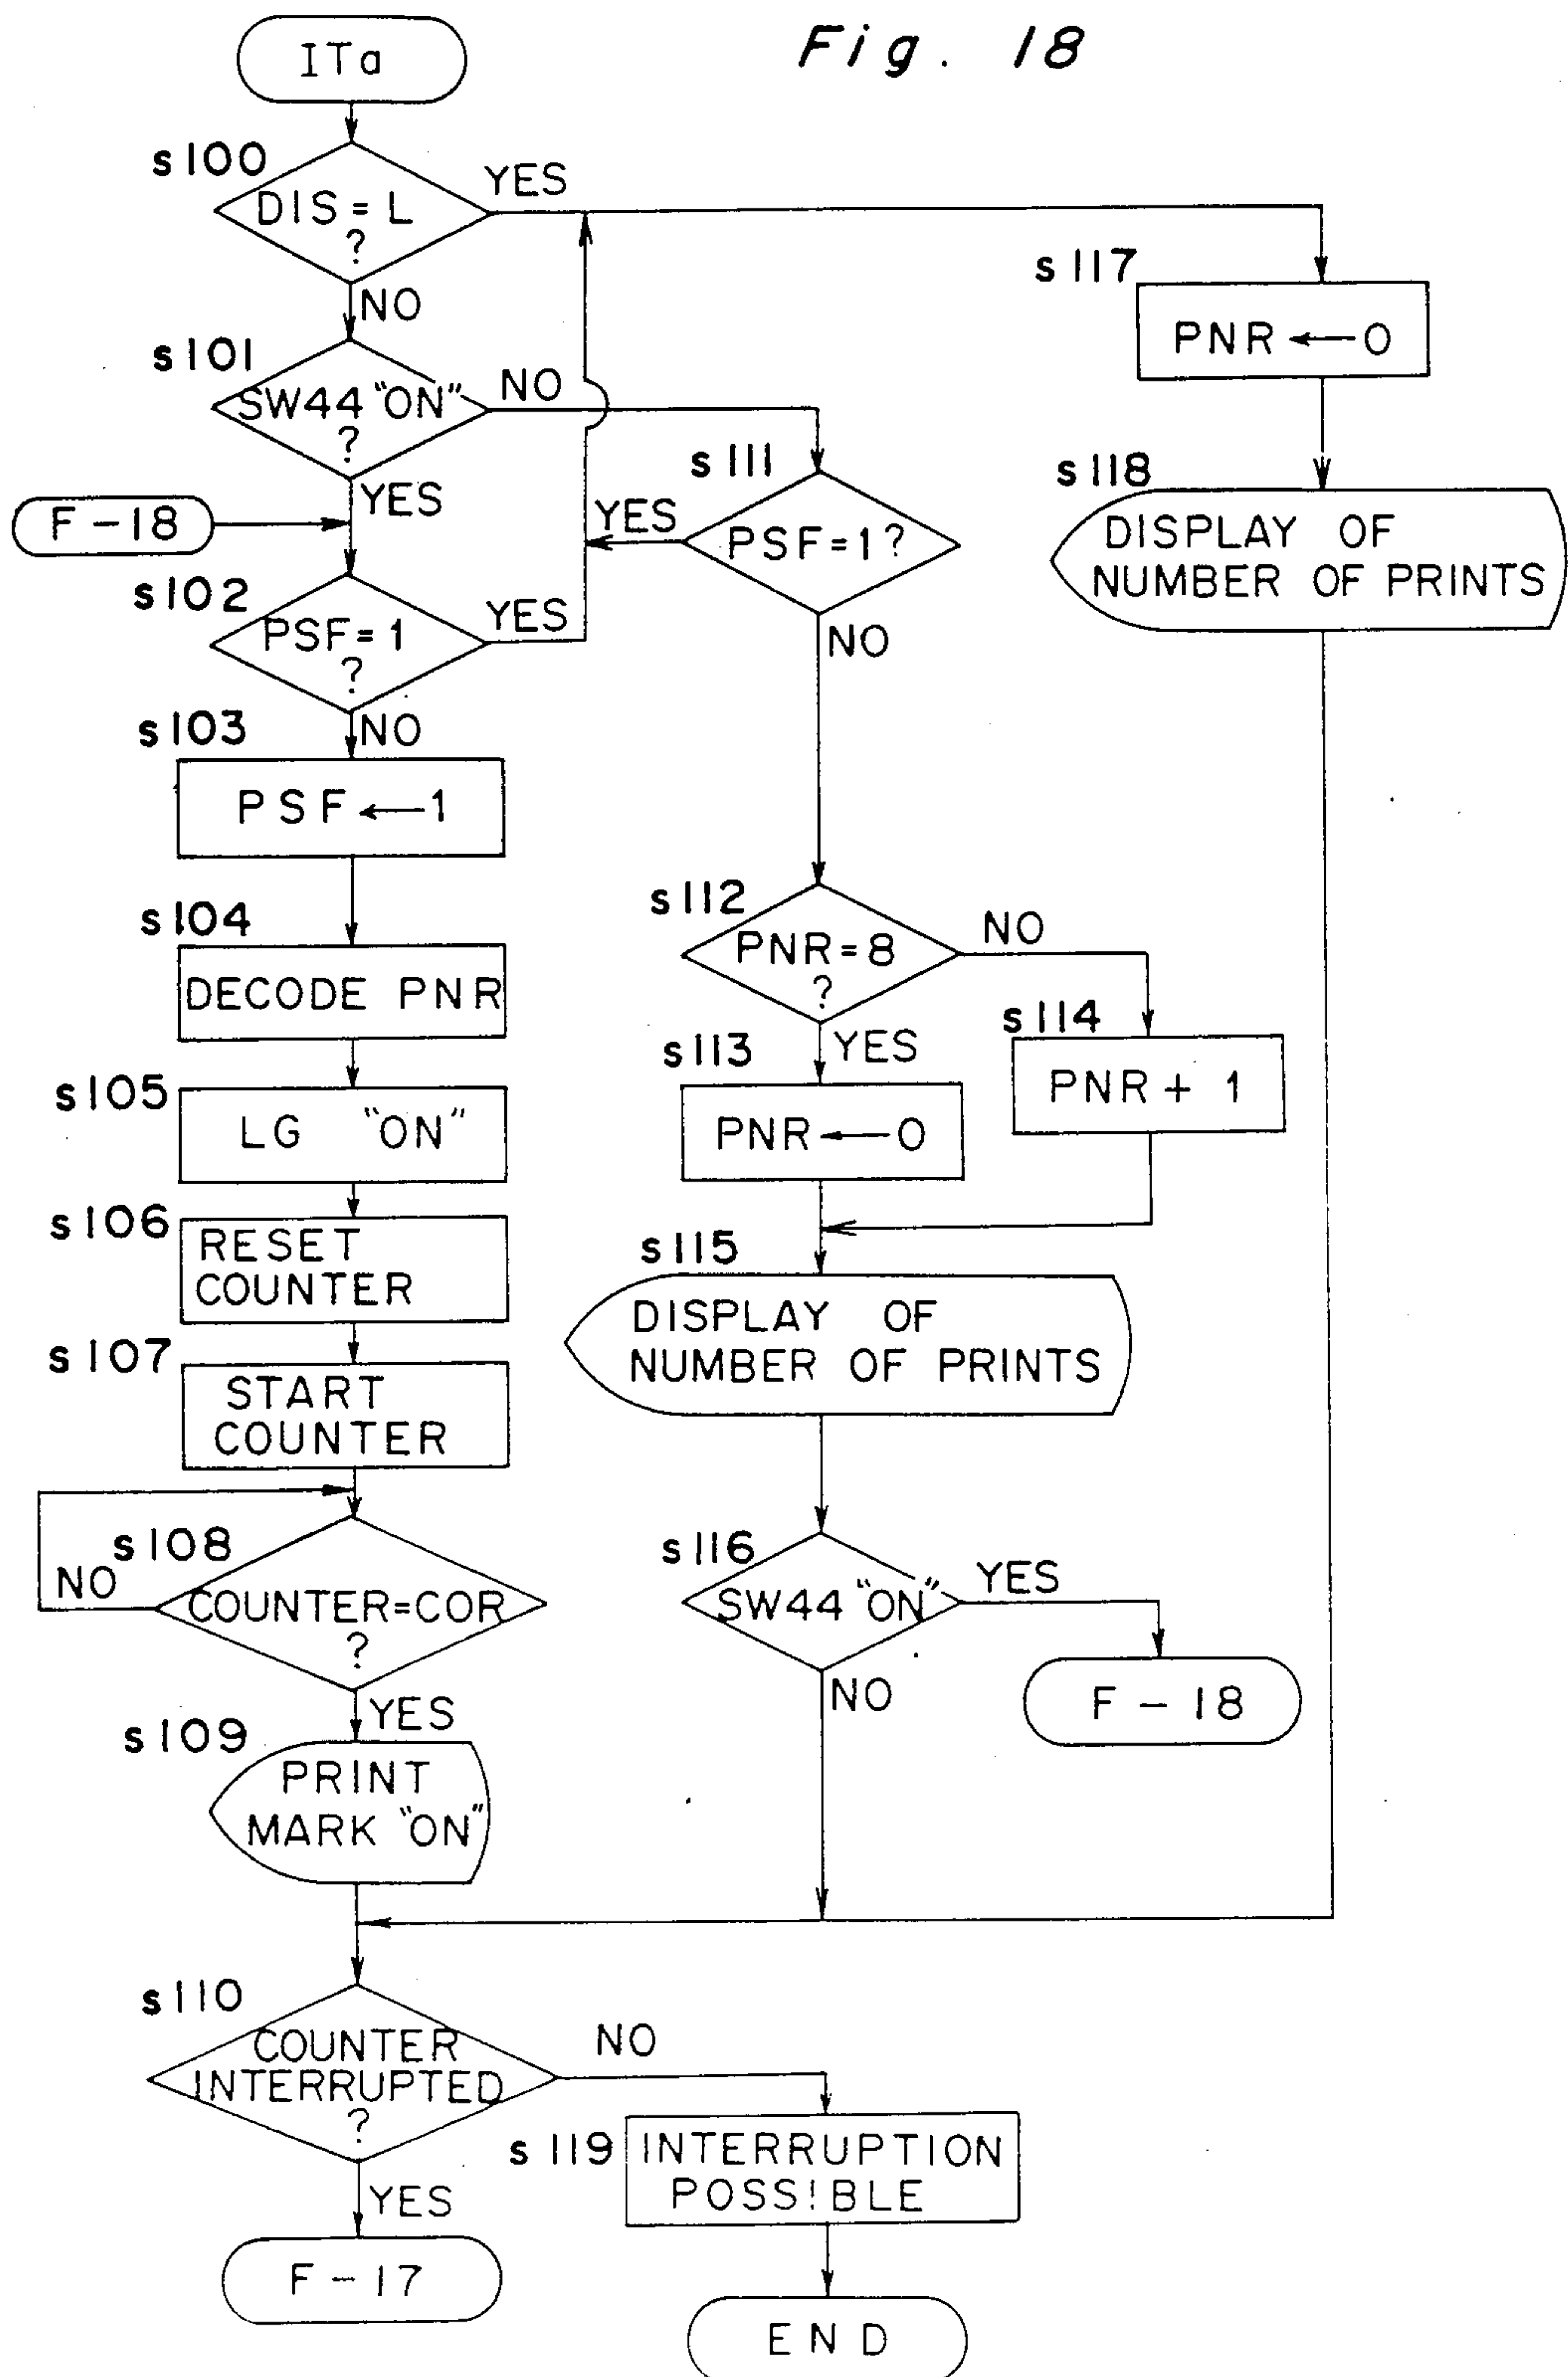 Fig. 18
ITa
s100
DIS = L
?
YES
NO
s101
SW44 "ON"
?
NO
YES
F-18
s102
PSF = 1
?
YES
NO
s103
PSF ← 1
s104
DECODE PNR
s105
LG "ON"
s106
RESET
COUNTER
s107
START
COUNTER
s108
COUNTER=COR
?
NO
YES
s109
PRINT
MARK "ON"
s110
COUNTER
INTERRUPTED
?
NO
YES
F-17
s111
PSF=1?
YES
NO
s112
PNR=8
?
NO
YES
s113
PNR ← 0
s114
PNR + 1
s115
DISPLAY OF
NUMBER OF PRINTS
s116
SW44 "ON"
YES
NO
F - 18
s117
PNR ← 0
s118
DISPLAY OF
NUMBER OF PRINTS
s119
INTERRUPTION
POSSIBLE
END